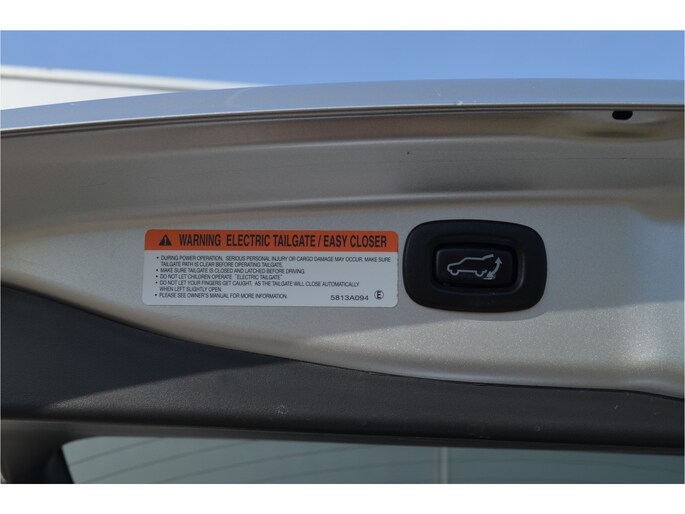 WARNING ELECTRIC TAILGATE / EASY CLOSER
• DURING POWER OPERATION, SERIOUS PERSONAL INJURY OR CARGO DAMAGE MAY OCCUR. MAKE SURE
TAILGATE PATH IS CLEAR BEFORE OPERATING TAILGATE.
• MAKE SURE TAILGATE IS CLOSED AND LATCHED BEFORE DRIVING.
• DO NOT LET CHILDREN OPERATE "ELECTRIC TAILGATE"
• DO NOT LET YOUR FINGERS GET CAUGHT, AS THE TAILGATE WILL CLOSE AUTOMATICALLY
WHEN LEFT SLIGHTLY OPEN.
• PLEASE SEE OWNER'S MANUAL FOR MORE INFORMATION. 5813A094 E